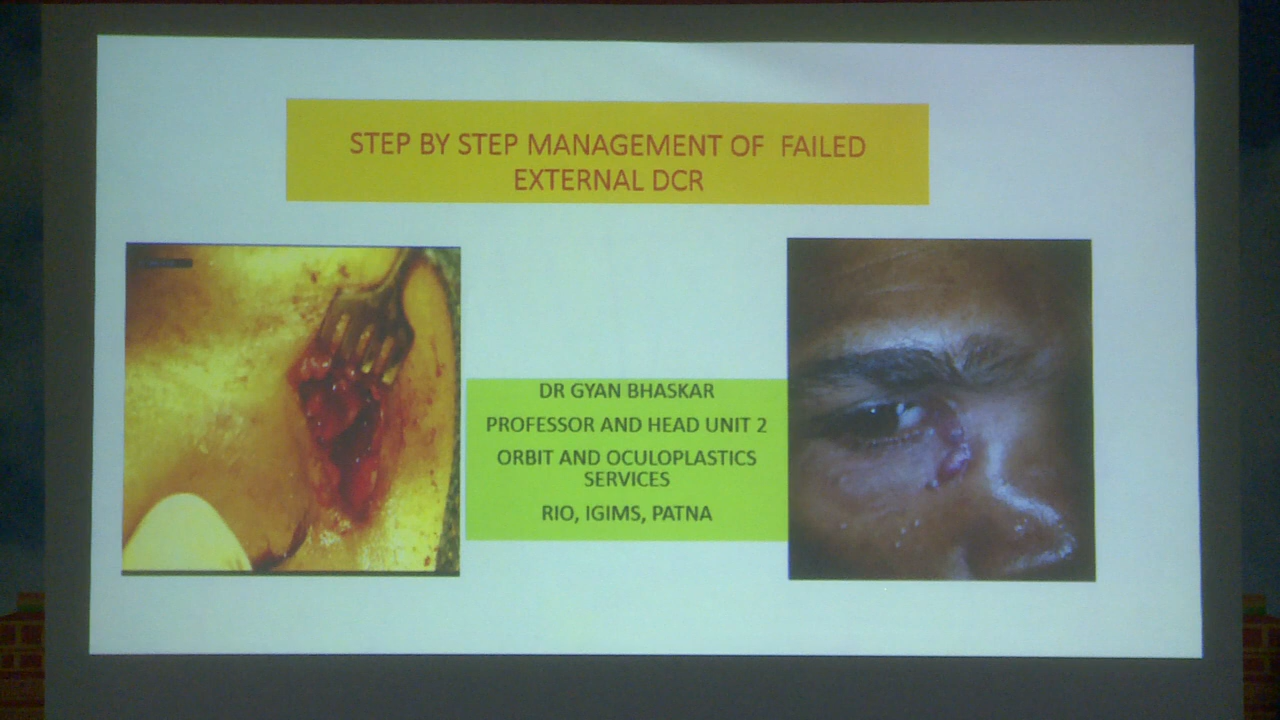 STEP BY STEP MANAGEMENT OF FAILED
EXTERNAL DCR
DR GYAN BHASKAR
PROFESSOR AND HEAD UNIT 2
ORBIT AND OCULOPLASTICS
SERVICES
RIO, IGIMS, PATNA